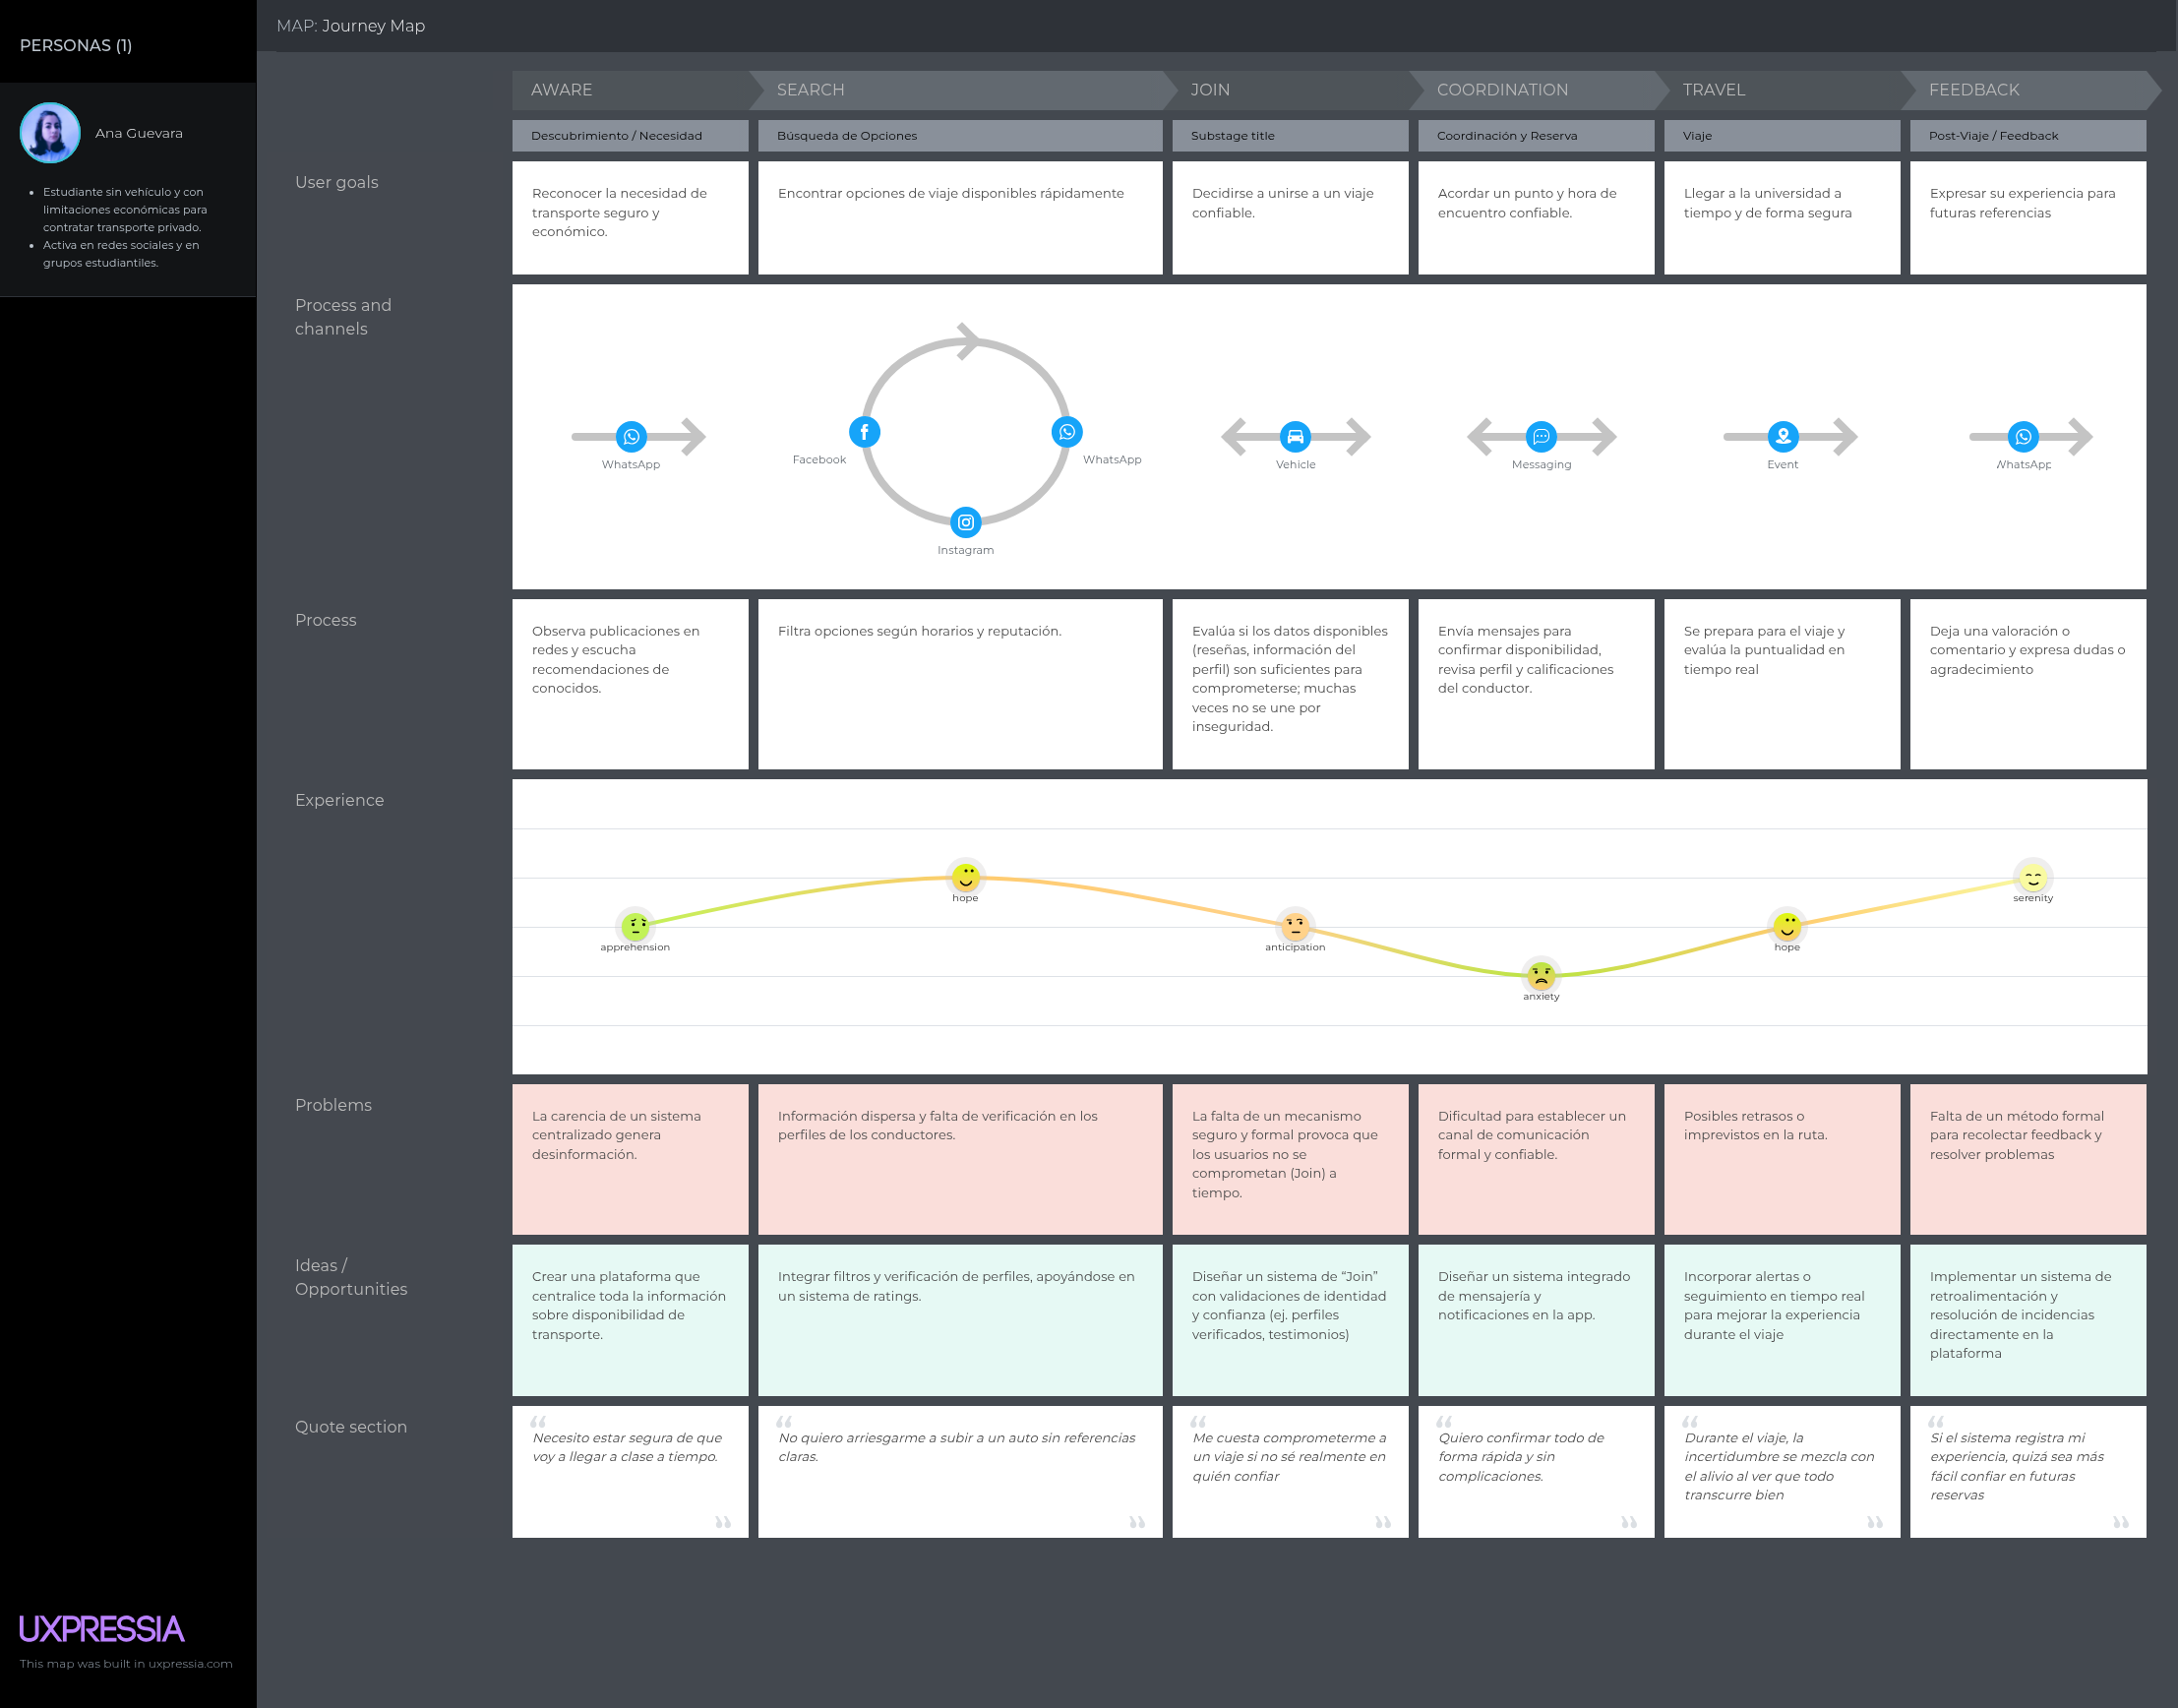 PERSONAS (1)
Ana Guevara
Estudiante sin vehículo y con
limitaciones económicas para
contratar transporte privado.
Activa en redes sociales y en
grupos estudiantiles.
MAP: Journey Map
AWARE
SEARCH
JOIN
COORDINATION
TRAVEL
FEEDBACK
Descubrimiento / Necesidad
Búsqueda de Opciones
Substage title
Coordinación y Reserva
Viaje
Post-Viaje / Feedback
User goals
Reconocer la necesidad de
transporte seguro y
económico.
Encontrar opciones de viaje disponibles rápidamente
Decidirse a unirse a un viaje
confiable.
Acordar un punto y hora de
encuentro confiable.
Llegar a la universidad a
tiempo y de forma segura
Expresar su experiencia para
futuras referencias
Process and
channels
WhatsApp
Facebook
WhatsApp
Instagram
Vehicle
Messaging
Event
WhatsApp
Process
Observa publicaciones en
redes y escucha
recomendaciones de
conocidos.
Filtra opciones según horarios y reputación.
Evalúa si los datos disponibles
(reseñas, información del
perfil) son suficientes para
comprometerse; muchas
veces no se une por
inseguridad.
Envía mensajes para
confirmar disponibilidad,
revisa perfil y calificaciones
del conductor.
Se prepara para el viaje y
evalúa la puntualidad en
tiempo real
Deja una valoración o
comentario y expresa dudas o
agradecimiento
Experience
apprehension
hope
anticipation
anxiety
hope
serenity
Problems
La carencia de un sistema
centralizado genera
desinformación.
Información dispersa y falta de verificación en los
perfiles de los conductores.
La falta de un mecanismo
seguro y formal provoca que
los usuarios no se
comprometan (Join) a
tiempo.
Dificultad para establecer un
canal de comunicación
formal y confiable.
Posibles retrasos o
imprevistos en la ruta.
Falta de un método formal
para recolectar feedback y
resolver problemas
Ideas /
Opportunities
Crear una plataforma que
centralice toda la información
sobre disponibilidad de
transporte.
Integrar filtros y verificación de perfiles, apoyándose en
un sistema de ratings.
Diseñar un sistema de “Join”
con validaciones de identidad
y confianza (ej. perfiles
verificados, testimonios)
Diseñar un sistema integrado
de mensajería y
notificaciones en la app.
Incorporar alertas o
seguimiento en tiempo real
para mejorar la experiencia
durante el viaje
Implementar un sistema de
retroalimentación y
resolución de incidencias
directamente en la
plataforma
Quote section
“
Necesito estar segura de que
voy a llegar a clase a tiempo.
”
“
No quiero arriesgarme a subir a un auto sin referencias
claras.
”
“
Me cuesta comprometerme a
un viaje si no sé realmente en
quién confiar
”
“
Quiero confirmar todo de
forma rápida y sin
complicaciones.
”
“
Durante el viaje, la
incertidumbre se mezcla con
el alivio al ver que todo
transcurre bien
”
“
Si el sistema registra mi
experiencia, quizá sea más
fácil confiar en futuras
reservas
”
UXPRESSIA
This map was built in uxpressia.com